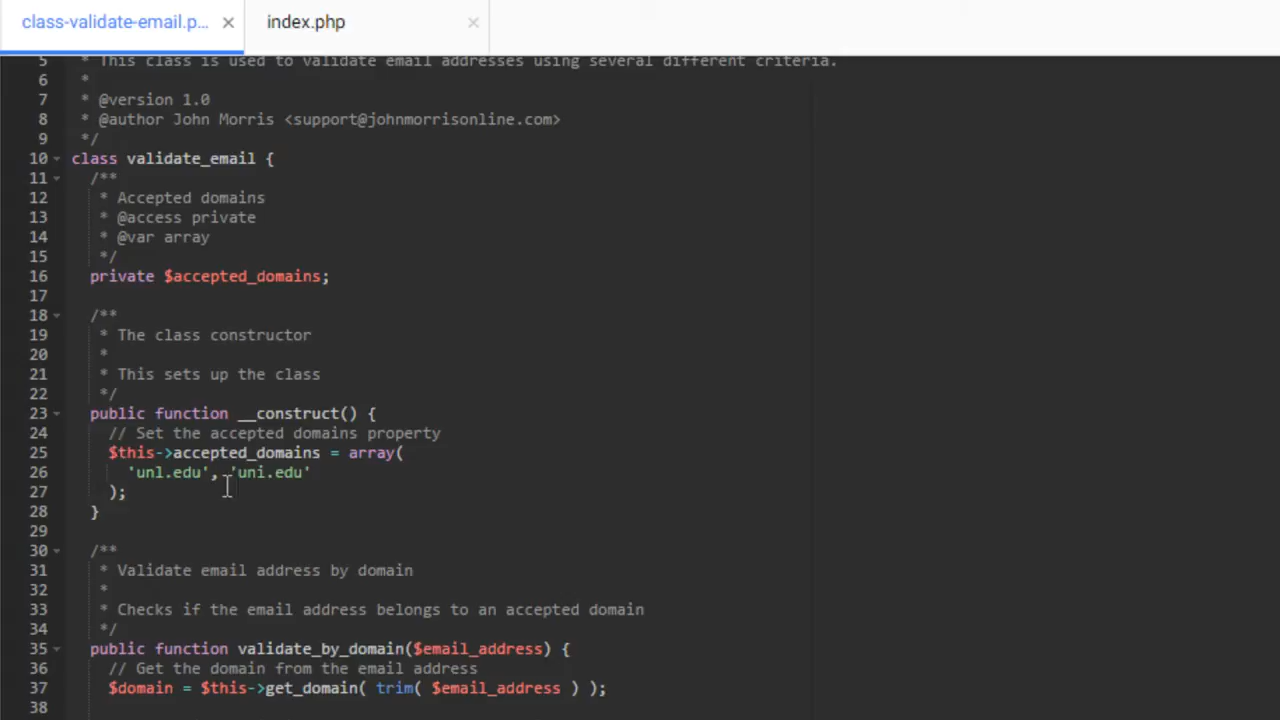 class-validate-email.p... × index.php ×
5 * This class is used to validate email addresses using several different criteria.
6 *
7 * @version 1.0
8 * @author John Morris <support@johnmorrisonline.com>
9 */
10 class validate_email {
11 /**
12 * Accepted domains
13 * @access private
14 * @var array
15 */
16 private $accepted_domains;
17
18 /**
19 * The class constructor
20 *
21 * This sets up the class
22 */
23 public function __construct() {
24 // Set the accepted domains property
25 $this->accepted_domains = array(
26 'unl.edu', 'uni.edu'
27 );
28 }
29
30 /**
31 * Validate email address by domain
32 *
33 * Checks if the email address belongs to an accepted domain
34 */
35 public function validate_by_domain($email_address) {
36 // Get the domain from the email address
37 $domain = $this->get_domain( trim( $email_address ) );
38